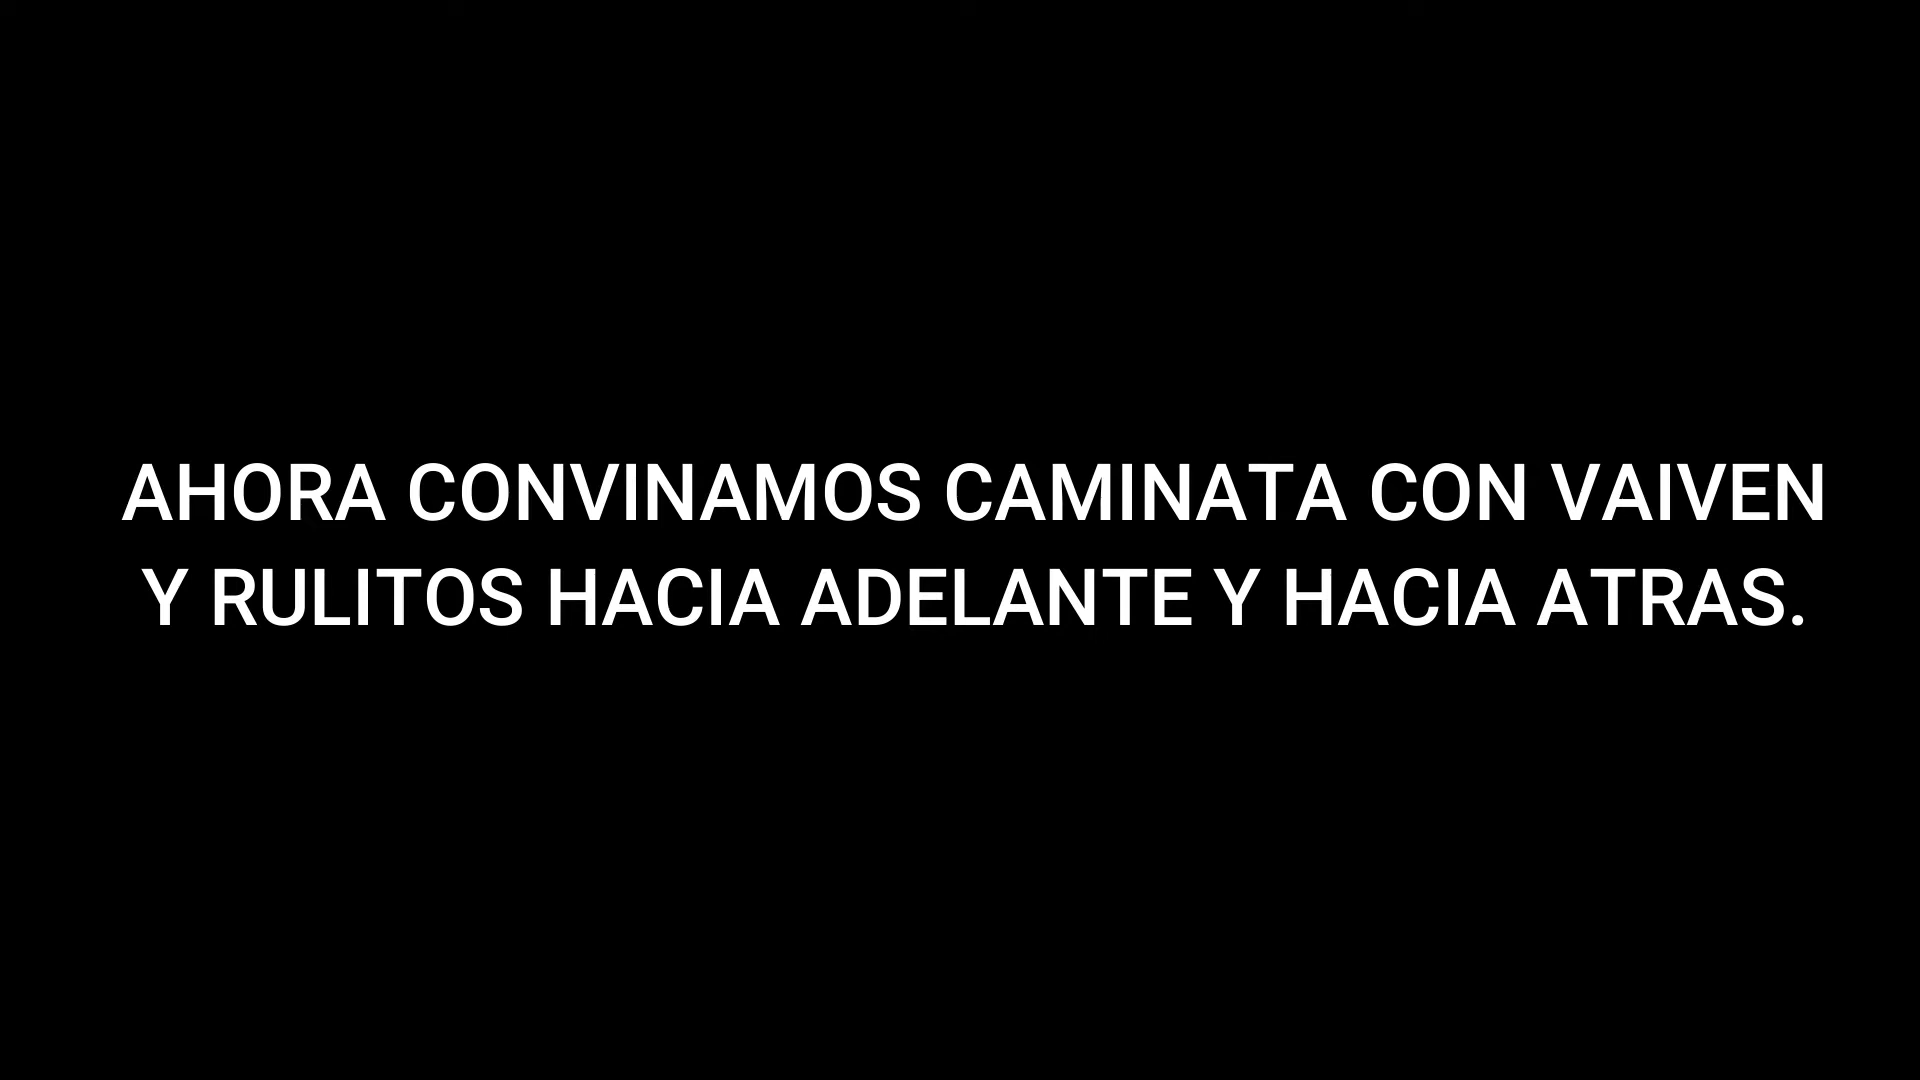 AHORA CONVINAMOS CAMINATA CON VAIVEN
Y RULITOS HACIA ADELANTE Y HACIA ATRAS.